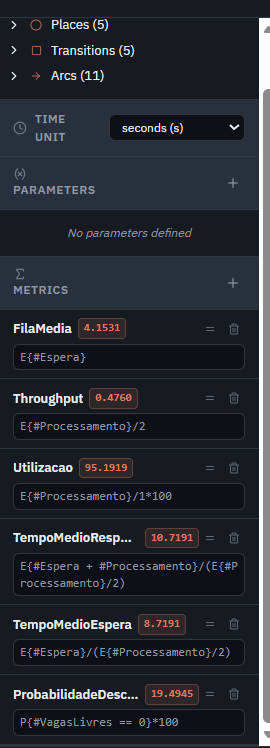 Places (5)
Transitions (5)
Arcs (11)
TIME
UNIT
seconds (s)
(x)
PARAMETERS
No parameters defined
Σ
METRICS
FilaMedia 4.1531
E{#Espera}
Throughput 0.4760
E{#Processamento}/2
Utilizacao 95.1919
E{#Processamento}/1*100
TempoMedioResp... 10.7191
E{#Espera + #Processamento}/(E{#P
rocessamento}/2)
TempoMedioEspera 8.7191
E{#Espera}/(E{#Processamento}/2)
ProbabilidadeDesc... 19.4945
P{#VagasLivres == 0}*100